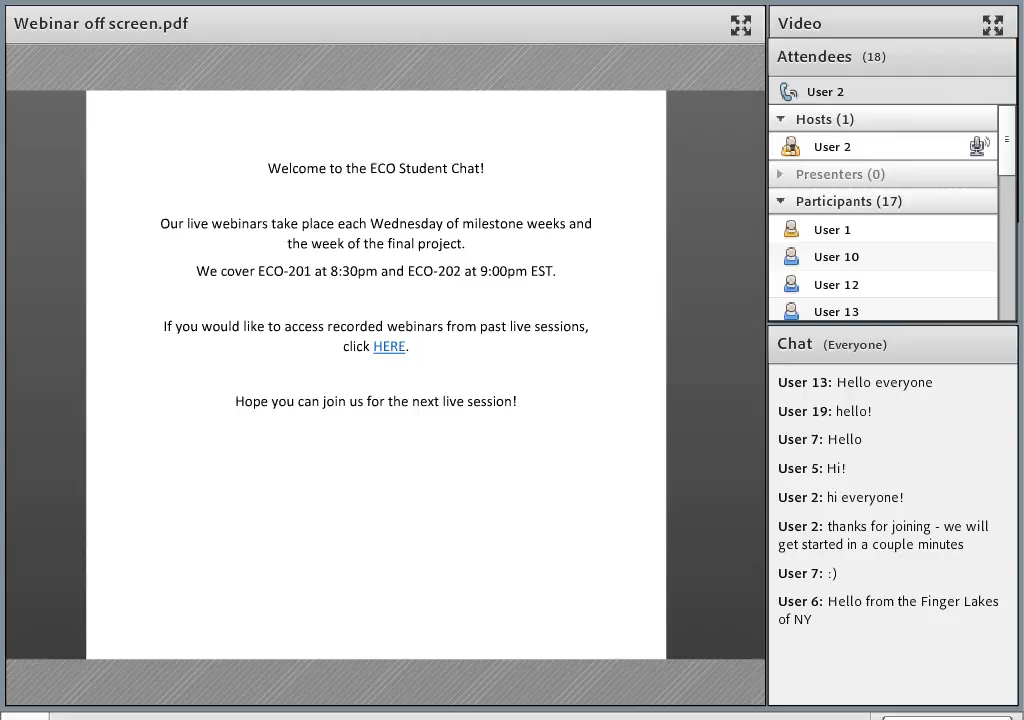 Webinar off screen.pdf
Welcome to the ECO Student Chat!
Our live webinars take place each Wednesday of milestone weeks and
the week of the final project.
We cover ECO-201 at 8:30pm and ECO-202 at 9:00pm EST.
If you would like to access recorded webinars from past live sessions,
click HERE.
Hope you can join us for the next live session!
Video
Attendees (18)
User 2
Hosts (1)
User 2
Presenters (0)
Participants (17)
User 1
User 10
User 12
User 13
Chat (Everyone)
User 13: Hello everyone
User 19: hello!
User 7: Hello
User 5: Hi!
User 2: hi everyone!
User 2: thanks for joining - we will
get started in a couple minutes
User 7: :)
User 6: Hello from the Finger Lakes
of NY